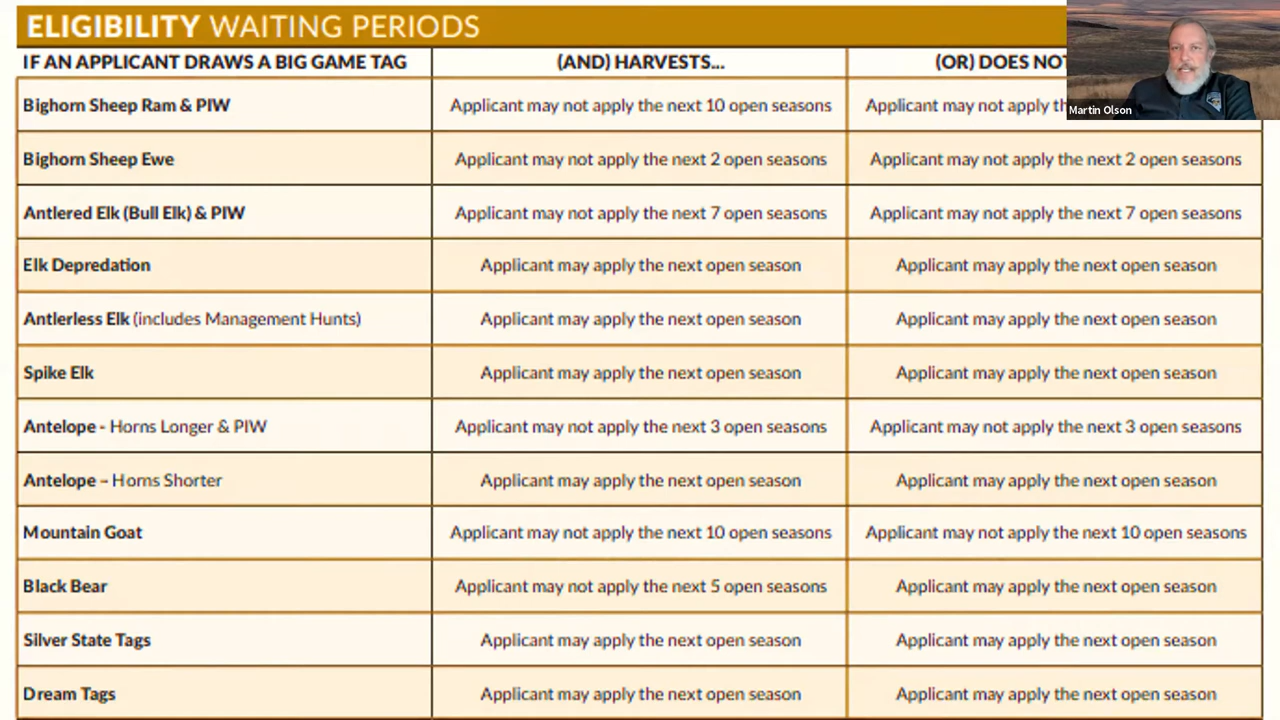 ELIGIBILITY WAITING PERIODS
IF AN APPLICANT DRAWS A BIG GAME TAG (AND) HARVESTS... (OR) DOES NOT
Martin Olson
Bighorn Sheep Ram & PIW Applicant may not apply the next 10 open seasons Applicant may not apply
Bighorn Sheep Ewe Applicant may not apply the next 2 open seasons Applicant may not apply the next 2 open seasons
Antlered Elk (Bull Elk) & PIW Applicant may not apply the next 7 open seasons Applicant may not apply the next 7 open seasons
Elk Depredation Applicant may apply the next open season Applicant may apply the next open season
Antlerless Elk (includes Management Hunts) Applicant may apply the next open season Applicant may apply the next open season
Spike Elk Applicant may apply the next open season Applicant may apply the next open season
Antelope - Horns Longer & PIW Applicant may not apply the next 3 open seasons Applicant may not apply the next 3 open seasons
Antelope – Horns Shorter Applicant may apply the next open season Applicant may apply the next open season
Mountain Goat Applicant may not apply the next 10 open seasons Applicant may not apply the next 10 open seasons
Black Bear Applicant may not apply the next 5 open seasons Applicant may apply the next open season
Silver State Tags Applicant may apply the next open season Applicant may apply the next open season
Dream Tags Applicant may apply the next open season Applicant may apply the next open season